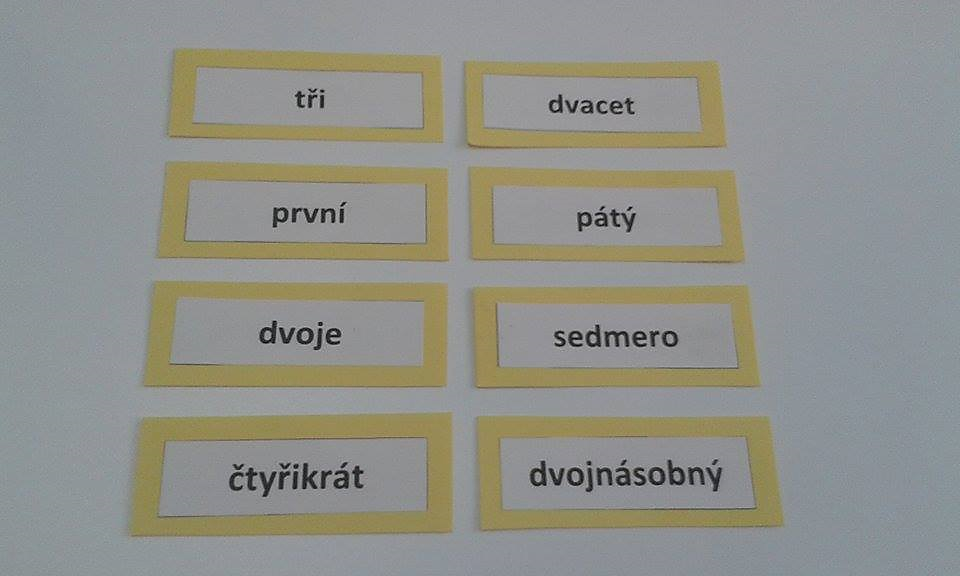 tři
dvacet
první
pátý
dvoje
sedmero
čtyřikrát
dvojnásobný